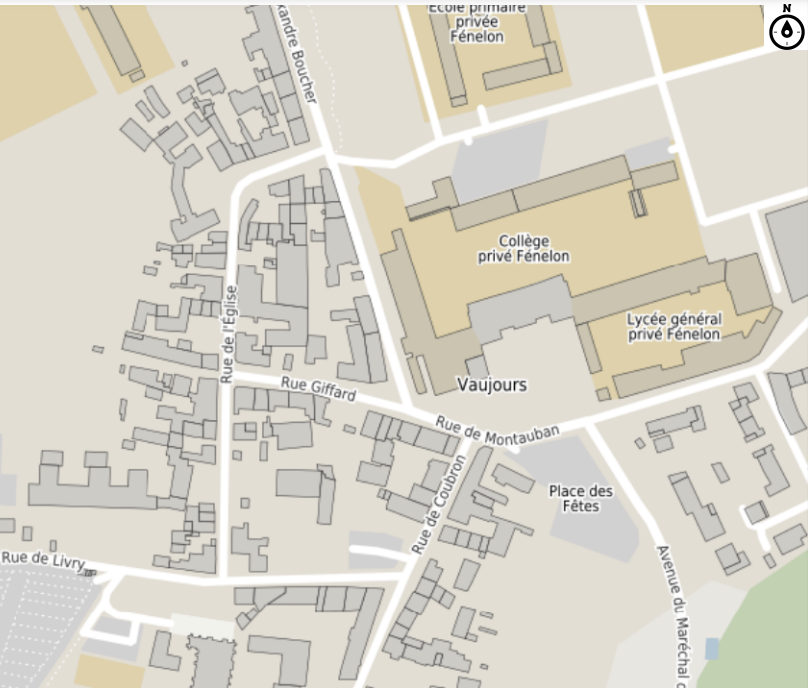 N
École primaire
privée
Fénelon
xandre Boucher
Collège
privé Fénelon
Lycée général
privé Fénelon
Rue de l'Église
Rue Giffard
Vaujours
Rue de Montauban
Rue de Coubron
Place des
Fêtes
Rue de Livry
Avenue du Maréchal